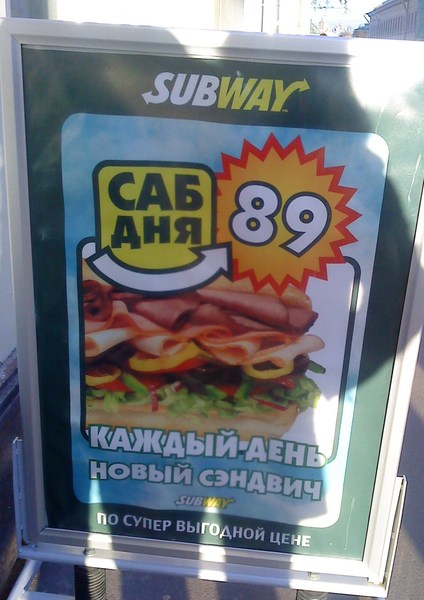 SUBWAY
САБ
ДНЯ
89
КАЖДЫЙ ДЕНЬ
НОВЫЙ СЭНДВИЧ
SUBWAY
ПО СУПЕР ВЫГОДНОЙ ЦЕНЕ